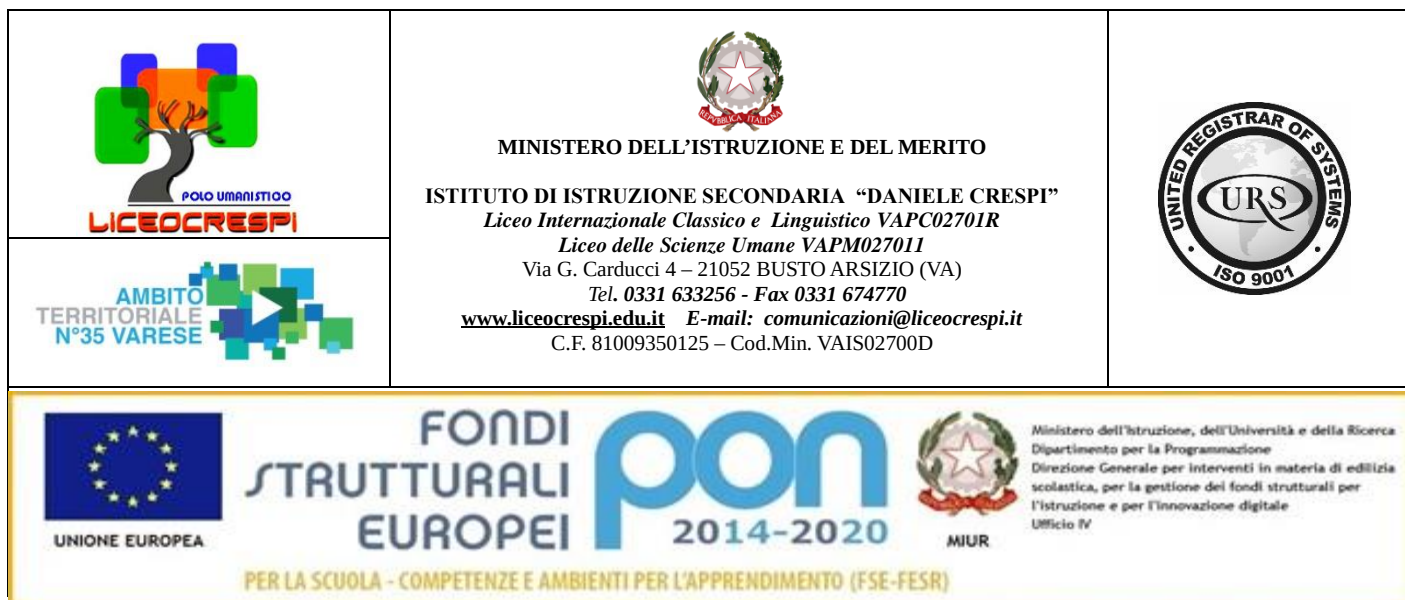 POLO UMANISTICO
LICEOCRESPI
AMBITO
TERRITORIALE
N°35 VARESE
REPVBBLICA ITALIANA
MINISTERO DELL’ISTRUZIONE E DEL MERITO
ISTITUTO DI ISTRUZIONE SECONDARIA “DANIELE CRESPI”
Liceo Internazionale Classico e Linguistico VAPC02701R
Liceo delle Scienze Umane VAPM027011
Via G. Carducci 4 – 21052 BUSTO ARSIZIO (VA)
Tel. 0331 633256 - Fax 0331 674770
www.liceocrespi.edu.it E-mail: comunicazioni@liceocrespi.it
C.F. 81009350125 – Cod.Min. VAIS02700D
UNITED REGISTRAR OF SYSTEMS
URS
ISO 9001
UNIONE EUROPEA
FONDI
STRUTTURALI
EUROPEI
pon
2014-2020
MIUR
Ministero dell'Istruzione, dell'Università e della Ricerca
Dipartimento per la Programmazione
Direzione Generale per interventi in materia di edilizia
scolastica, per la gestione dei fondi strutturali per
l'istruzione e per l'innovazione digitale
Ufficio IV
PER LA SCUOLA - COMPETENZE E AMBIENTI PER L'APPRENDIMENTO (FSE-FESR)